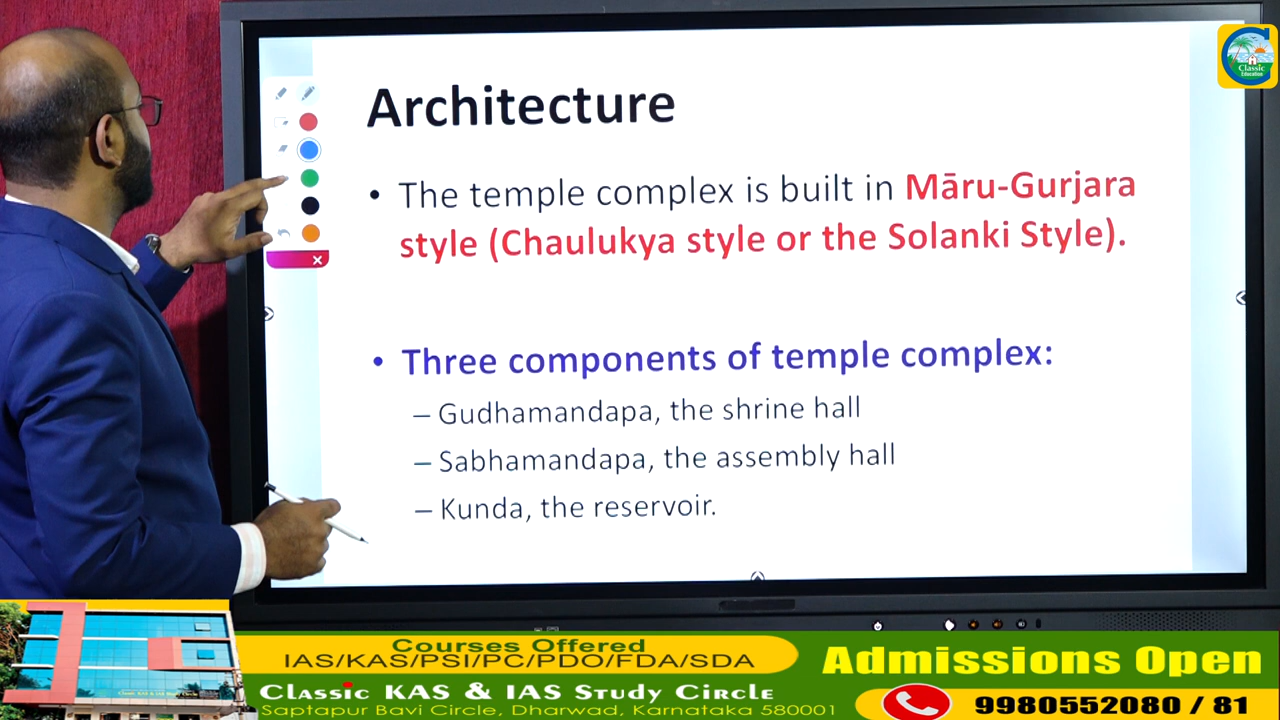 Classic
Education
Architecture
• The temple complex is built in Māru-Gurjara
style (Chaulukya style or the Solanki Style).
• Three components of temple complex:
– Gudhamandapa, the shrine hall
– Sabhamandapa, the assembly hall
– Kunda, the reservoir.
Courses Offered
IAS/KAS/PSI/PC/PDO/FDA/SDA
Classic KAS & IAS Study Circle
Saptapur Bavi Circle, Dharwad, Karnataka 580001
Admissions Open
9980552080 / 81